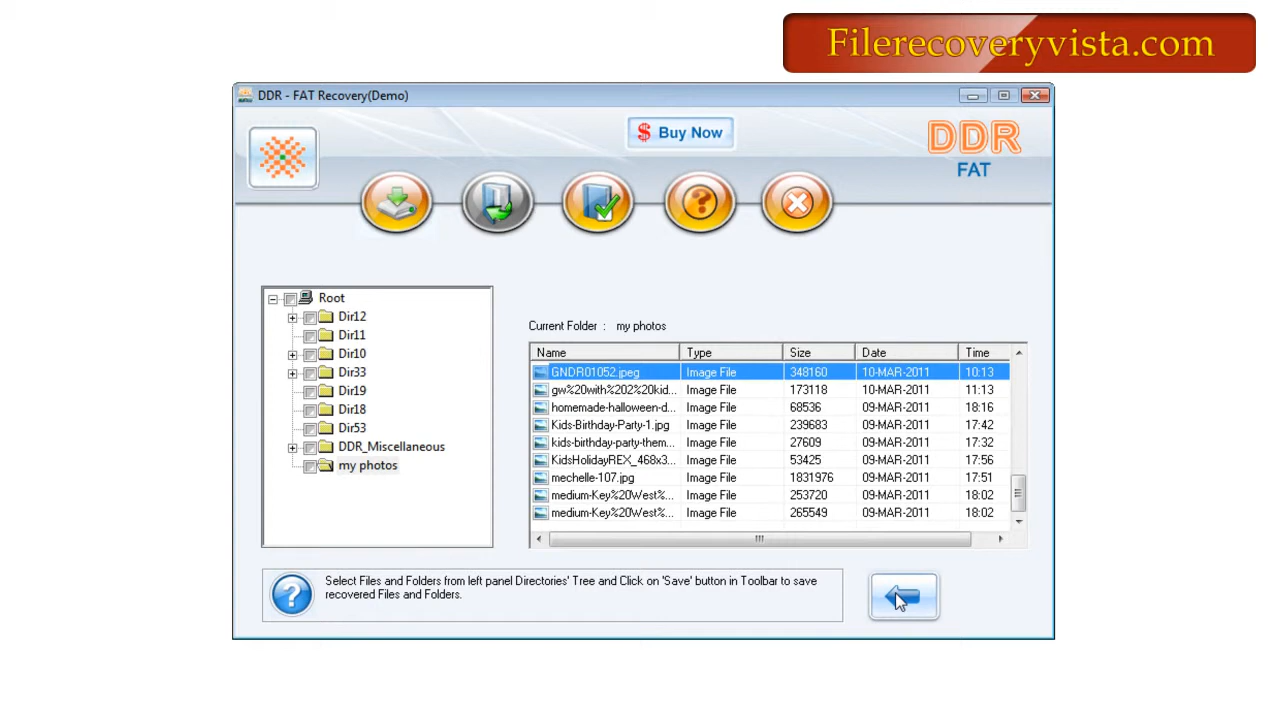 Filerecoveryvista.com
DDR - FAT Recovery(Demo)
$ Buy Now
DDR
FAT
Root
Dir12
Dir11
Dir10
Dir33
Dir19
Dir18
Dir53
DDR_Miscellaneous
my photos
Current Folder : my photos
Name Type Size Date Time
GNDR01052.jpeg Image File 348160 10-MAR-2011 10:13
gw%20with%202%20kid... Image File 173118 09-MAR-2011 11:13
homemade-halloween-d... Image File 68536 09-MAR-2011 18:16
Kids-Birthday-Party-1.jpg Image File 239683 09-MAR-2011 17:42
kids-birthday-party-them... Image File 27609 09-MAR-2011 17:32
KidsHolidayREX_468x3... Image File 53425 09-MAR-2011 17:56
mechelle-107.jpg Image File 1831976 09-MAR-2011 17:51
medium-Key%20West%... Image File 253720 09-MAR-2011 18:02
medium-Key%20West%... Image File 265549 09-MAR-2011 18:02
Select Files and Folders from left panel Directories' Tree and Click on 'Save' button in Toolbar to save
recovered Files and Folders.